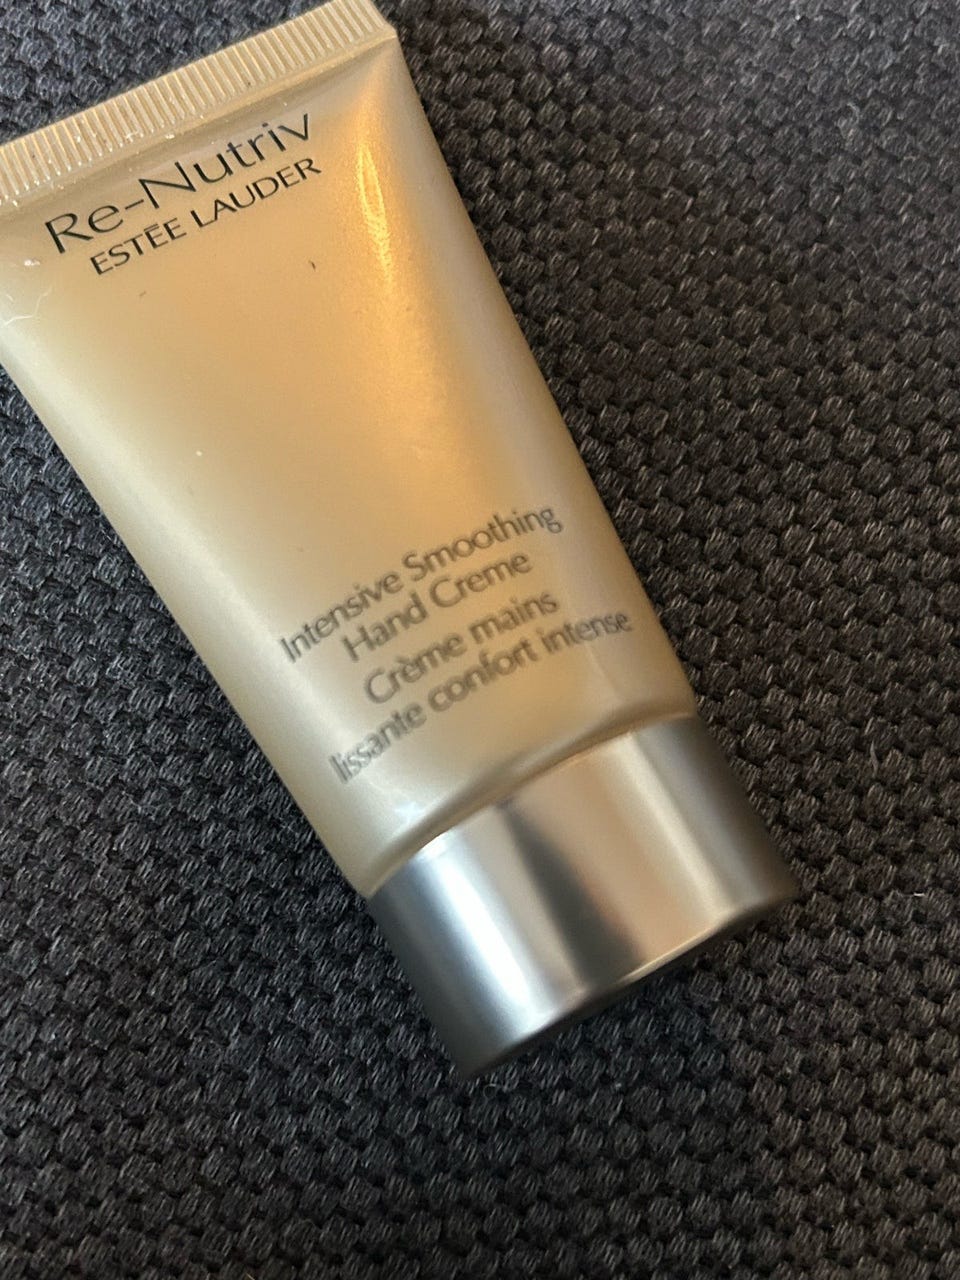 Re-Nutriv
ESTĒE LAUDER
Intensive Smoothing
Hand Creme
Crème mains
lissante confort intense